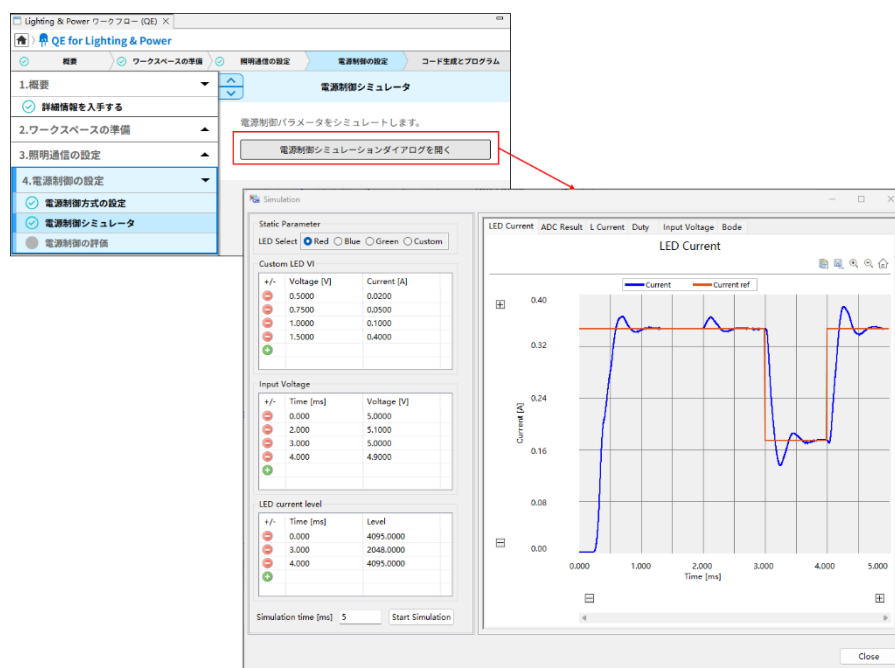 Lighting & Power ワークフロー (QE)
QE for Lighting & Power
概要
ワークスペースの準備
照明通信の設定
電源制御の設定
コード生成とプログラム
1.概要
詳細情報を入手する
2.ワークスペースの準備
3.照明通信の設定
4.電源制御の設定
電源制御方式の設定
電源制御シミュレータ
電源制御の評価
電源制御シミュレータ
電源制御パラメータをシミュレートします。
電源制御シミュレーションダイアログを開く
Simulation
Static Parameter
LED Select Red Blue Green Custom
Custom LED VI
+/- Voltage [V] Current [A]
0.5000 0.0200
0.7500 0.0500
1.0000 0.1000
1.5000 0.4000
Input Voltage
+/- Time [ms] Voltage [V]
0.000 5.0000
2.000 5.1000
3.000 5.0000
4.000 4.9000
LED current level
+/- Time [ms] Level
0.000 4095.0000
3.000 2048.0000
4.000 4095.0000
Simulation time [ms] 5 Start Simulation
LED Current ADC Result L Current Duty Input Voltage Bode
LED Current
Current Current ref
0.40
0.32
0.24
0.16
0.08
0.00
Current [A]
0.000 1.000 2.000 3.000 4.000 5.000
Time [ms]
Close